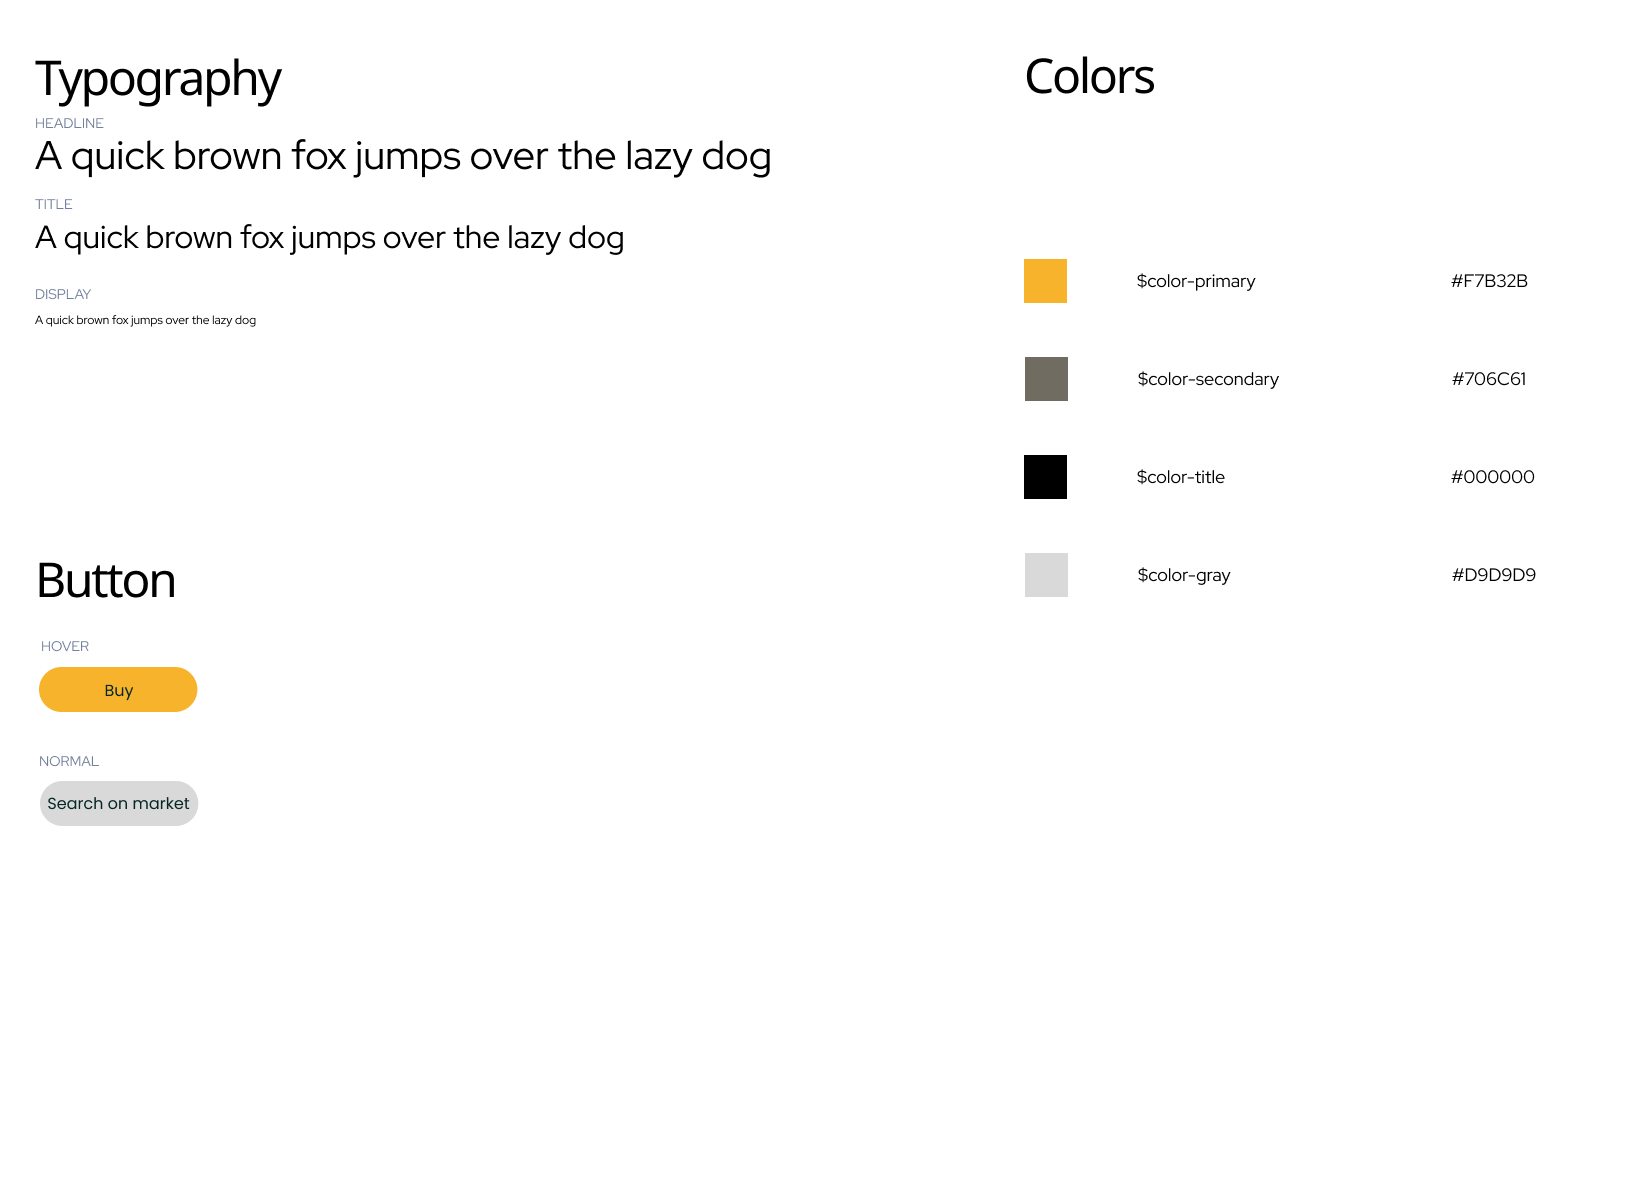 Typography
HEADLINE
A quick brown fox jumps over the lazy dog
TITLE
A quick brown fox jumps over the lazy dog
DISPLAY
A quick brown fox jumps over the lazy dog
Button
HOVER
Buy
NORMAL
Search on market
Colors
$color-primary #F7B32B
$color-secondary #706C61
$color-title #000000
$color-gray #D9D9D9